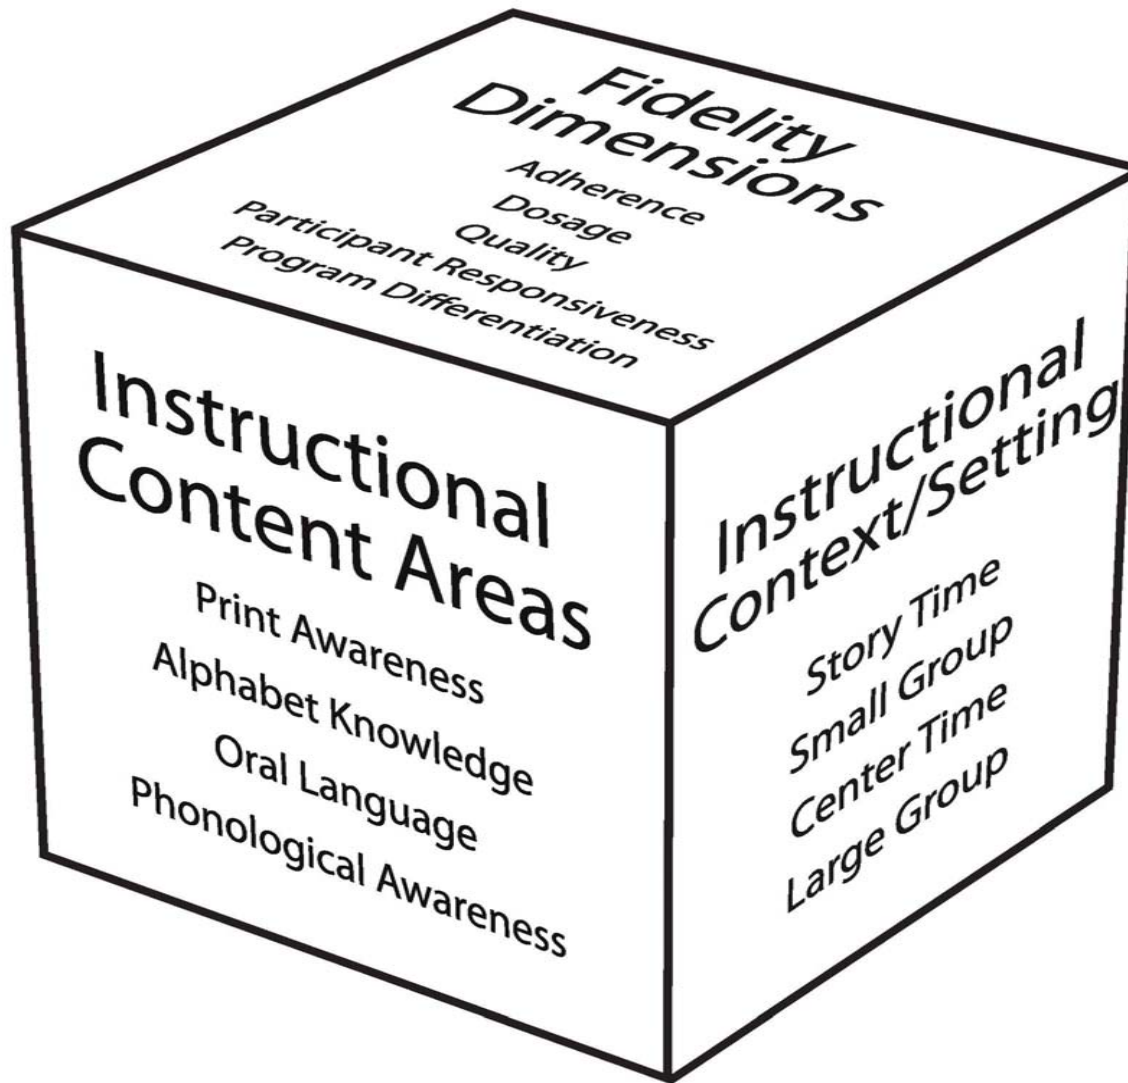 Fidelity
Dimensions
Adherence
Dosage
Quality
Participant Responsiveness
Program Differentiation
Instructional
Content Areas
Print Awareness
Alphabet Knowledge
Oral Language
Phonological Awareness
Instructional
Context/Setting
Story Time
Small Group
Center Time
Large Group